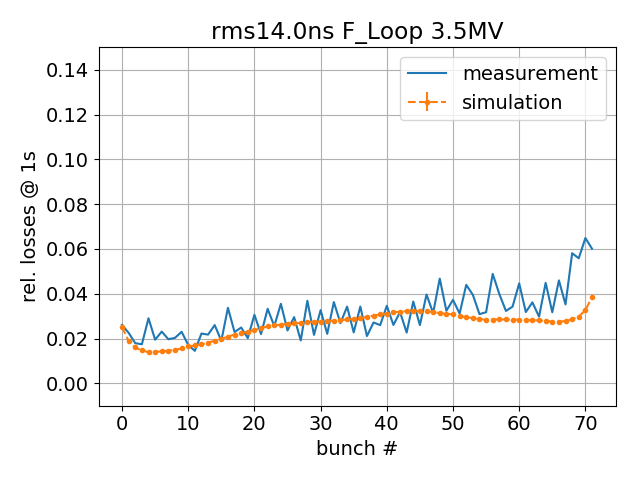 rms14.0ns F_Loop 3.5MV
measurement
simulation
rel. losses @ 1s
0.14
0.12
0.10
0.08
0.06
0.04
0.02
0.00
0 10 20 30 40 50 60 70
bunch #